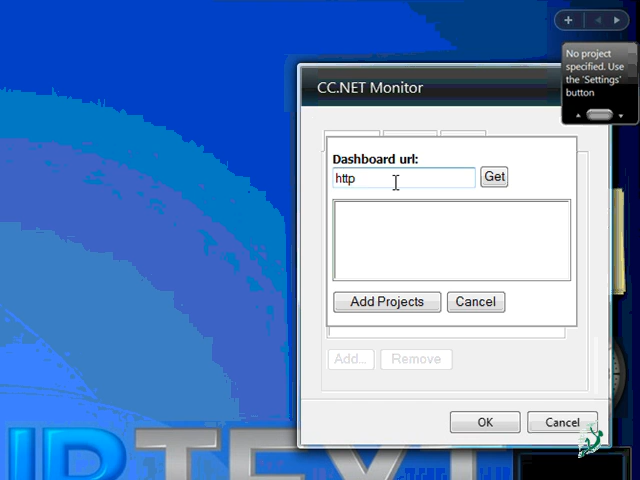 No project
specified. Use
the 'Settings'
button
CC.NET Monitor
Dashboard url:
http
Get
Add Projects
Cancel
Add...
Remove
OK
Cancel